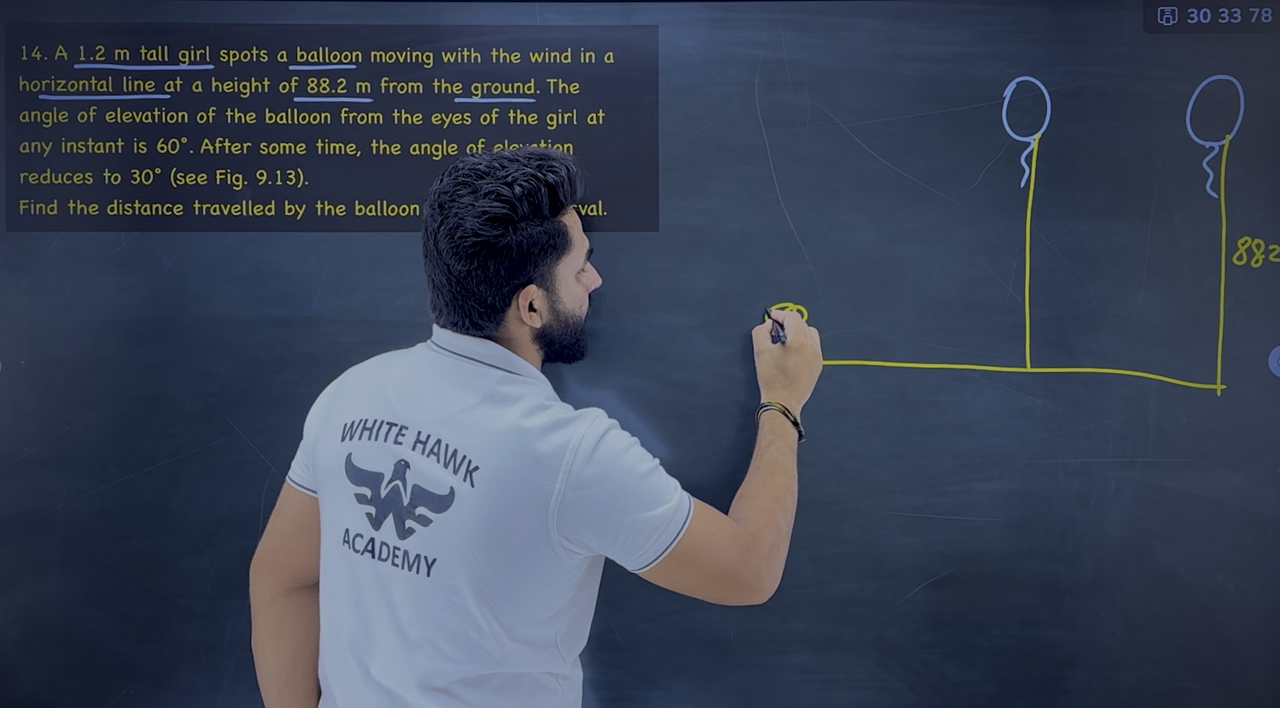 30 33 78
14. A 1.2 m tall girl spots a balloon moving with the wind in a
horizontal line at a height of 88.2 m from the ground. The
angle of elevation of the balloon from the eyes of the girl at
any instant is 60°. After some time, the angle of elevation
reduces to 30° (see Fig. 9.13).
Find the distance travelled by the balloon
882
WHITE HAWK
ACADEMY